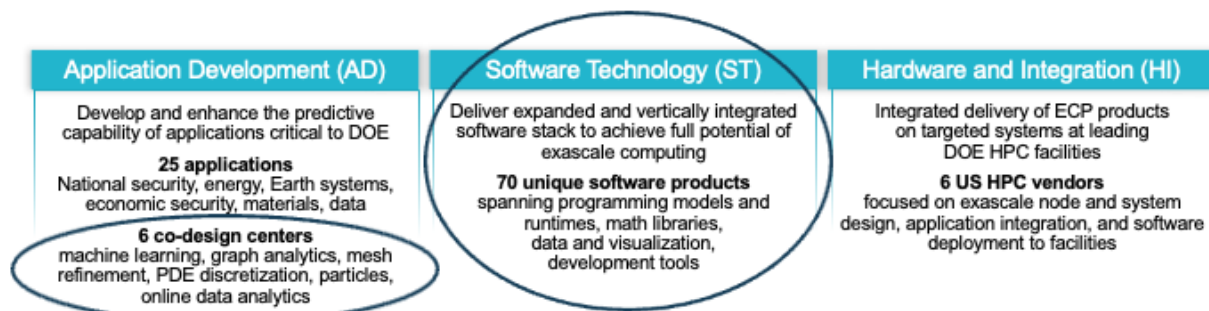 Application Development (AD)
Develop and enhance the predictive
capability of applications critical to DOE
25 applications
National security, energy, Earth systems,
economic security, materials, data
6 co-design centers
machine learning, graph analytics, mesh
refinement, PDE discretization, particles,
online data analytics
Software Technology (ST)
Deliver expanded and vertically integrated
software stack to achieve full potential of
exascale computing
70 unique software products
spanning programming models and
runtimes, math libraries,
data and visualization,
development tools
Hardware and Integration (HI)
Integrated delivery of ECP products
on targeted systems at leading
DOE HPC facilities
6 US HPC vendors
focused on exascale node and system
design, application integration, and software
deployment to facilities